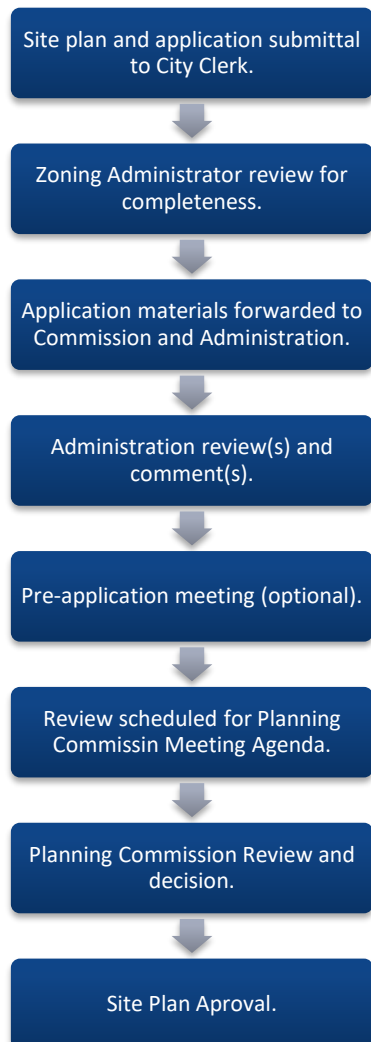 Site plan and application submittal
to City Clerk.
Zoning Administrator review for
completeness.
Application materials forwarded to
Commission and Administration.
Administration review(s) and
comment(s).
Pre-application meeting (optional).
Review scheduled for Planning
Commissin Meeting Agenda.
Planning Commission Review and
decision.
Site Plan Aproval.